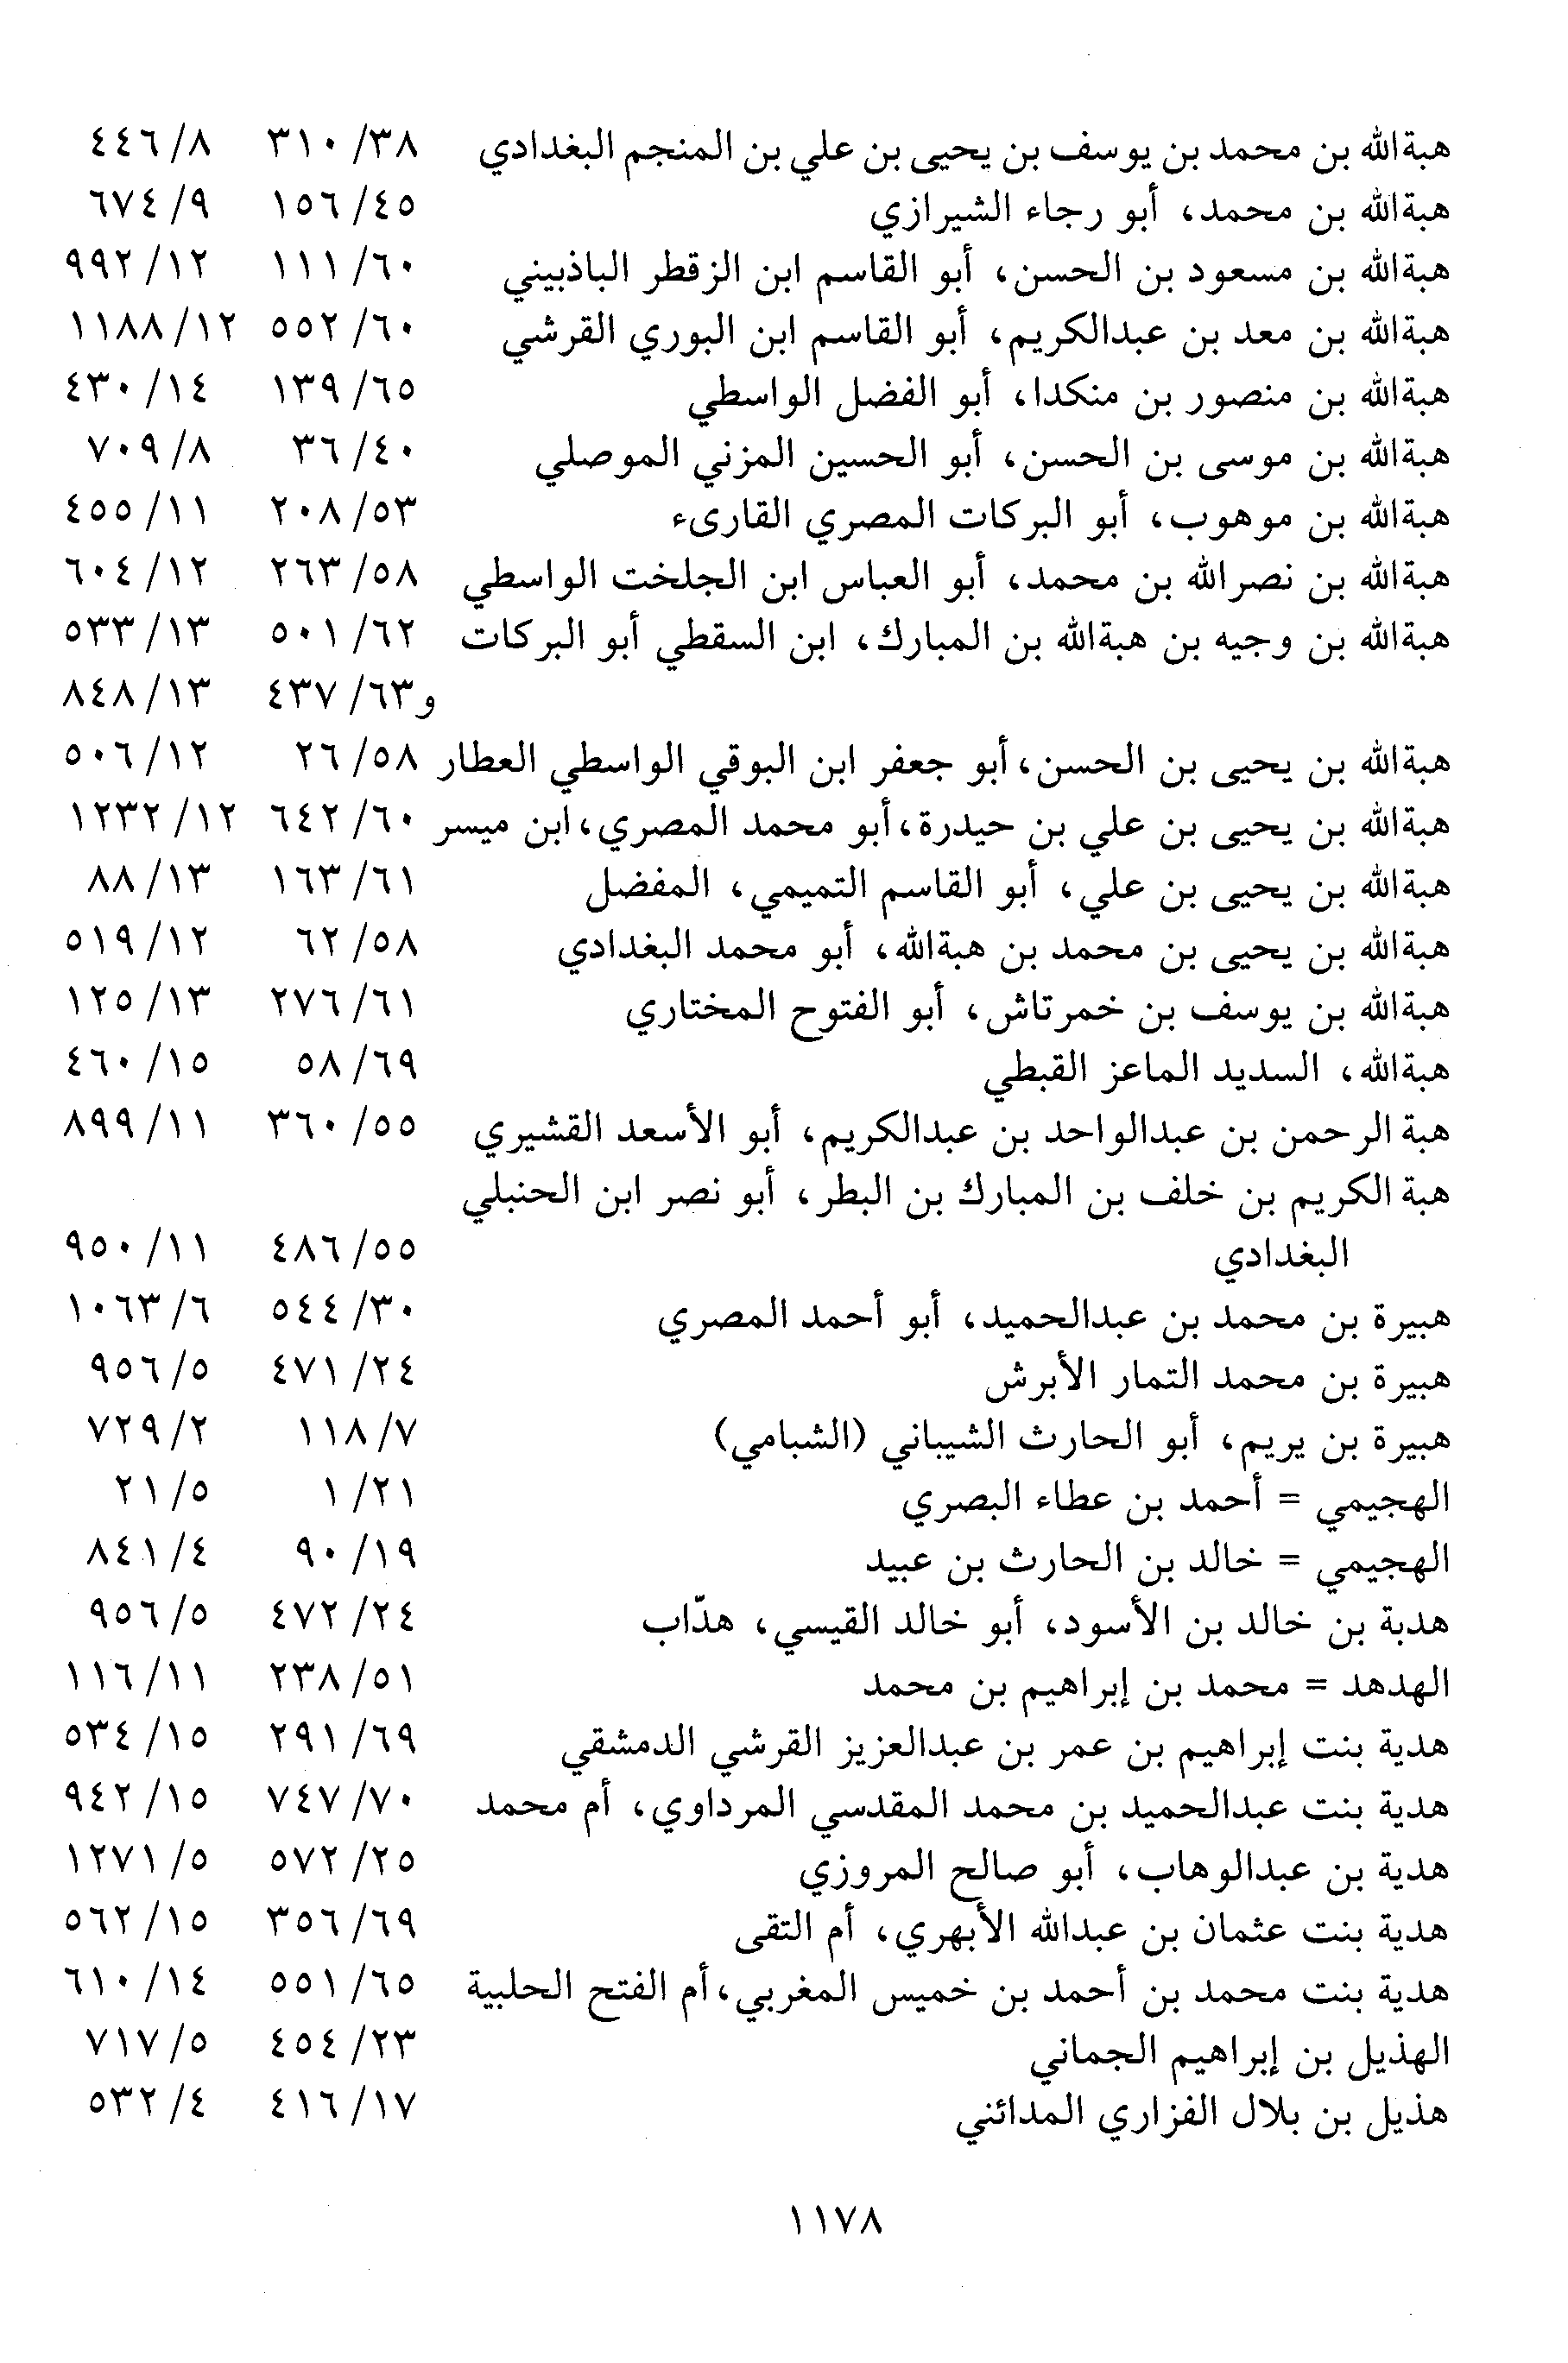 هبةالله بن محمد بن يوسف بن يحيى بن علي بن المنجم البغدادي ٣٨/ ٣١٠ ٨/ ٤٤٦
هبةالله بن محمد، أبو رجاء الشيرازي ٤٥/ ١٥٦ ٩/ ٦٧٤
هبةالله بن مسعود بن الحسن، أبو القاسم ابن الزقطر الباذبيني ٦٠/ ١١١ ١٢/ ٩٩٢
هبةالله بن معد بن عبدالكريم، أبو القاسم ابن البوري القرشي ٦٠/ ٥٥٢ ١٢/ ١١٨٨
هبةالله بن منصور بن منكدا، أبو الفضل الواسطي ٦٥/ ١٣٩ ١٤/ ٤٣٠
هبةالله بن موسى بن الحسن، أبو الحسين المزني الموصلي ٤٠/ ٣٦ ٨/ ٧٠٩
هبةالله بن موهوب، أبو البركات المصري القارىء ٥٣/ ٢٠٨ ١١/ ٤٥٥
هبةالله بن نصرالله بن محمد، أبو العباس ابن الجلخت الواسطي ٥٨/ ٢٦٣ ١٢/ ٦٠٤
هبةالله بن وجيه بن هبةالله بن المبارك، ابن السقطي أبو البركات ٦٢/ ٥٠١ ١٣/ ٥٣٣
و٦٣/ ٤٣٧ ١٣/ ٨٤٨
هبةالله بن يحيى بن الحسن، أبو جعفر ابن البوقي الواسطي العطار ٥٨/ ٢٦ ١٢/ ٥٠٦
هبةالله بن يحيى بن علي بن حيدرة، أبو محمد المصري، ابن ميسر ٦٠/ ٦٤٢ ١٢/ ١٢٣٢
هبةالله بن يحيى بن علي، أبو القاسم التميمي، المفضل ٦١/ ١٦٣ ١٣/ ٨٨
هبةالله بن يحيى بن محمد بن هبةالله، أبو محمد البغدادي ٥٨/ ٦٢ ١٢/ ٥١٩
هبةالله بن يوسف بن خمرتاش، أبو الفتوح المختاري ٦١/ ٢٧٦ ١٣/ ١٢٥
هبةالله، السديد الماعز القبطي ٦٩/ ٥٨ ١٥/ ٤٦٠
هبة الرحمن بن عبدالواحد بن عبدالكريم، أبو الأسعد القشيري ٥٥/ ٣٦٠ ١١/ ٨٩٩
هبة الكريم بن خلف بن المبارك بن البطر، أبو نصر ابن الحنبلي
البغدادي ٥٥/ ٤٨٦ ١١/ ٩٥٠
هبيرة بن محمد بن عبدالحميد، أبو أحمد المصري ٣٠/ ٥٤٤ ٦/ ١٠٦٣
هبيرة بن محمد التمار الأبرش ٢٤/ ٤٧١ ٥/ ٩٥٦
هبيرة بن يريم، أبو الحارث الشيباني (الشبامي) ٧/ ١١٨ ٢/ ٧٢٩
الهجيمي = أحمد بن عطاء البصري ٢١/ ١ ٥/ ٢١
الهجيمي = خالد بن الحارث بن عبيد ١٩/ ٩٠ ٤/ ٨٤١
هدبة بن خالد بن الأسود، أبو خالد القيسي، هدّاب ٢٤/ ٤٧٢ ٥/ ٩٥٦
الهدهد = محمد بن إبراهيم بن محمد ٥١/ ٢٣٨ ١١/ ١١٦
هدية بنت إبراهيم بن عمر بن عبدالعزيز القرشي الدمشقي ٦٩/ ٢٩١ ١٥/ ٥٣٤
هدية بنت عبدالحميد بن محمد المقدسي المرداوي، أم محمد ٧٠/ ٧٤٧ ١٥/ ٩٤٢
هدية بن عبدالوهاب، أبو صالح المروزي ٢٥/ ٥٧٢ ٥/ ١٢٧١
هدية بنت عثمان بن عبدالله الأبهري، أم التقى ٦٩/ ٣٥٦ ١٥/ ٥٦٢
هدية بنت محمد بن أحمد بن خميس المغربي، أم الفتح الحلبية ٦٥/ ٥٥١ ١٤/ ٦١٠
الهذيل بن إبراهيم الجماني ٢٣/ ٤٥٤ ٥/ ٧١٧
هذيل بن بلال الفزاري المدائني ١٧/ ٤١٦ ٤/ ٥٣٢
١١٧٨